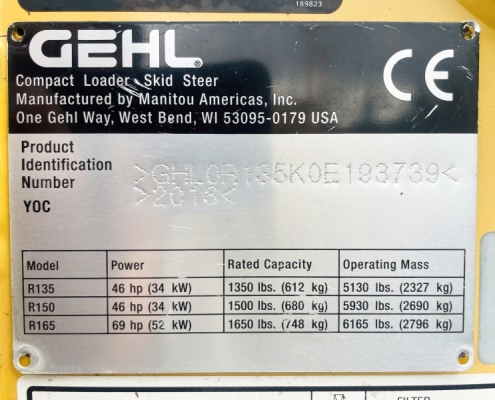 189823
GEHL®
CE
Compact Loader - Skid Steer
Manufactured by Manitou Americas, Inc.
One Gehl Way, West Bend, WI 53095-0179 USA
Product
Identification
Number >GHL0R135K0E193739<
YOC >2016<
Model Power Rated Capacity Operating Mass
R135 46 hp (34 kW) 1350 lbs. (612 kg) 5130 lbs. (2327 kg)
R150 46 hp (34 kW) 1500 lbs. (680 kg) 5930 lbs. (2690 kg)
R165 69 hp (52 kW) 1650 lbs. (748 kg) 6165 lbs. (2796 kg)
FILTER